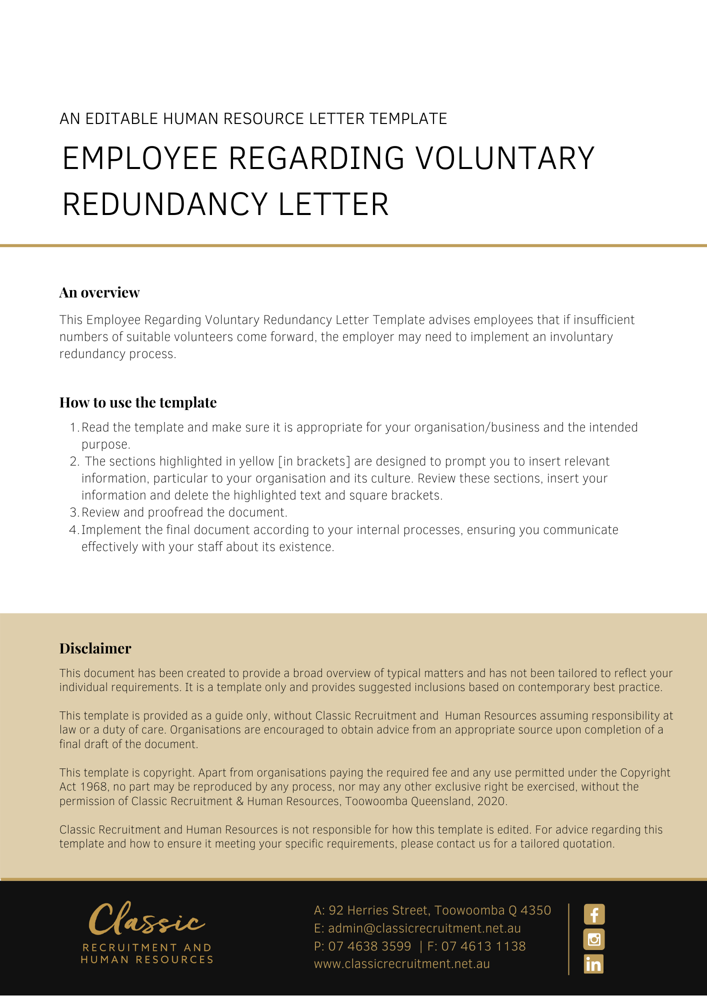 AN EDITABLE HUMAN RESOURCE LETTER TEMPLATE
EMPLOYEE REGARDING VOLUNTARY
REDUNDANCY LETTER
An overview
This Employee Regarding Voluntary Redundancy Letter Template advises employees that if insufficient
numbers of suitable volunteers come forward, the employer may need to implement an involuntary
redundancy process.
How to use the template
1. Read the template and make sure it is appropriate for your organisation/business and the intended
purpose.
2. The sections highlighted in yellow [in brackets] are designed to prompt you to insert relevant
information, particular to your organisation and its culture. Review these sections, insert your
information and delete the highlighted text and square brackets.
3. Review and proofread the document.
4. Implement the final document according to your internal processes, ensuring you communicate
effectively with your staff about its existence.
Disclaimer
This document has been created to provide a broad overview of typical matters and has not been tailored to reflect your
individual requirements. It is a template only and provides suggested inclusions based on contemporary best practice.
This template is provided as a guide only, without Classic Recruitment and Human Resources assuming responsibility at
law or a duty of care. Organisations are encouraged to obtain advice from an appropriate source upon completion of a
final draft of the document.
This template is copyright. Apart from organisations paying the required fee and any use permitted under the Copyright
Act 1968, no part may be reproduced by any process, nor may any other exclusive right be exercised, without the
permission of Classic Recruitment & Human Resources, Toowoomba Queensland, 2020.
Classic Recruitment and Human Resources is not responsible for how this template is edited. For advice regarding this
template and how to ensure it meeting your specific requirements, please contact us for a tailored quotation.
Classic
RECRUITMENT AND
HUMAN RESOURCES
A: 92 Herries Street, Toowoomba Q 4350
E: admin@classicrecruitment.net.au
P: 07 4638 3599 | F: 07 4613 1138
www.classicrecruitment.net.au